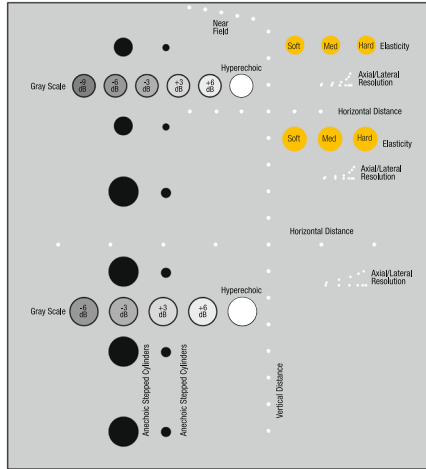 Near
Field
Soft
Med
Hard
Elasticity
Hyperechoic
Axial/Lateral
Resolution
Gray Scale
-9
dB
-6
dB
-3
dB
+3
dB
+6
dB
Horizontal Distance
Soft
Med
Hard
Elasticity
Axial/Lateral
Resolution
Horizontal Distance
Axial/Lateral
Resolution
Hyperechoic
Gray Scale
-6
dB
-3
dB
+3
dB
+6
dB
Anechoic Stepped Cylinders
Anechoic Stepped Cylinders
Vertical Distance